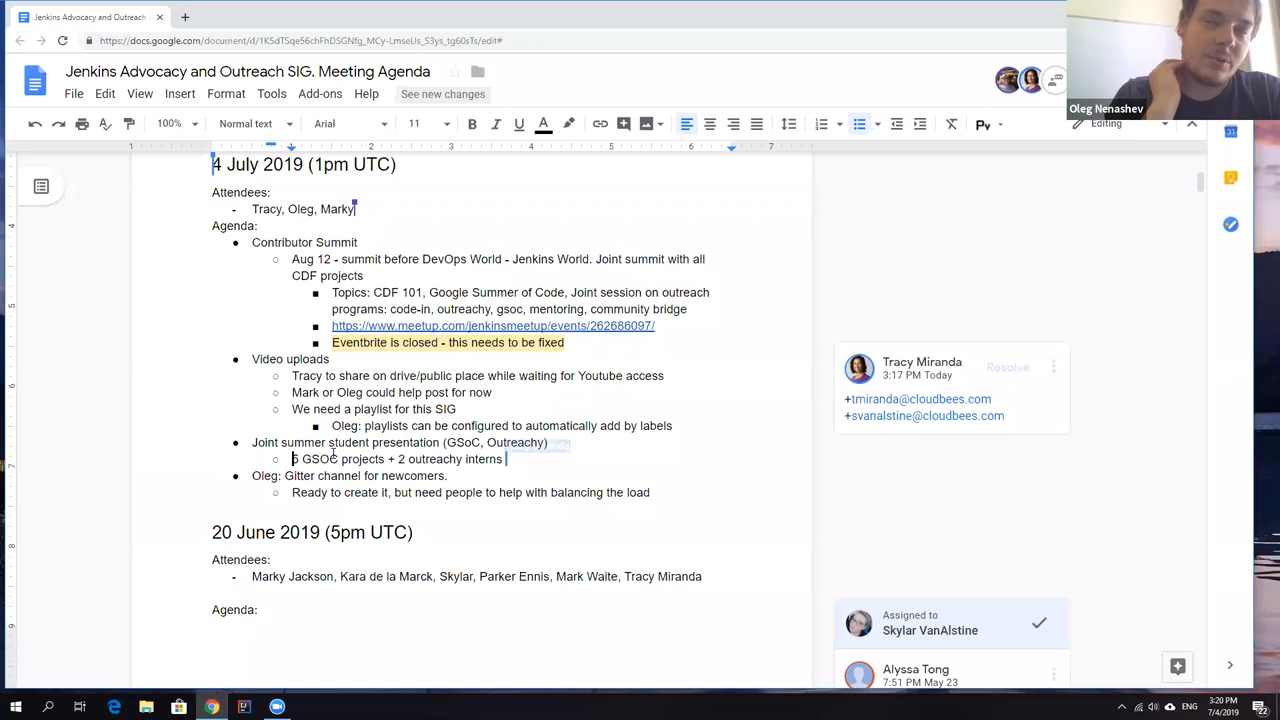 Jenkins Advocacy and Outreach
https://docs.google.com/document/d/1K5dTSqe56chFhDSGNfg_MCy-LmseUs_S3ys_tg60sTs/edit#
Jenkins Advocacy and Outreach SIG. Meeting Agenda
File Edit View Insert Format Tools Add-ons Help See new changes
Oleg Nenashev
100% Normal text Arial 11 Editing
1 1 2 3 4 5 6 7
4 July 2019 (1pm UTC)
Attendees:
- Tracy, Oleg, Marky
Agenda:
● Contributor Summit
○ Aug 12 - summit before DevOps World - Jenkins World. Joint summit with all
CDF projects
■ Topics: CDF 101, Google Summer of Code, Joint session on outreach
programs: code-in, outreachy, gsoc, mentoring, community bridge
■ https://www.meetup.com/jenkinsmeetup/events/262686097/
■ Eventbrite is closed - this needs to be fixed
● Video uploads
○ Tracy to share on drive/public place while waiting for Youtube access
○ Mark or Oleg could help post for now
○ We need a playlist for this SIG
■ Oleg: playlists can be configured to automatically add by labels
● Joint summer student presentation (GSoC, Outreachy)
○ 5 GSOC projects + 2 outreachy interns
● Oleg: Gitter channel for newcomers.
○ Ready to create it, but need people to help with balancing the load
20 June 2019 (5pm UTC)
Attendees:
- Marky Jackson, Kara de la Marck, Skylar, Parker Ennis, Mark Waite, Tracy Miranda
Agenda:
Tracy Miranda
3:17 PM Today
Resolve
+tmiranda@cloudbees.com
+svanalstine@cloudbees.com
Assigned to
Skylar VanAlstine
Alyssa Tong
7:51 PM May 23
ENG
3:20 PM
7/4/2019
22